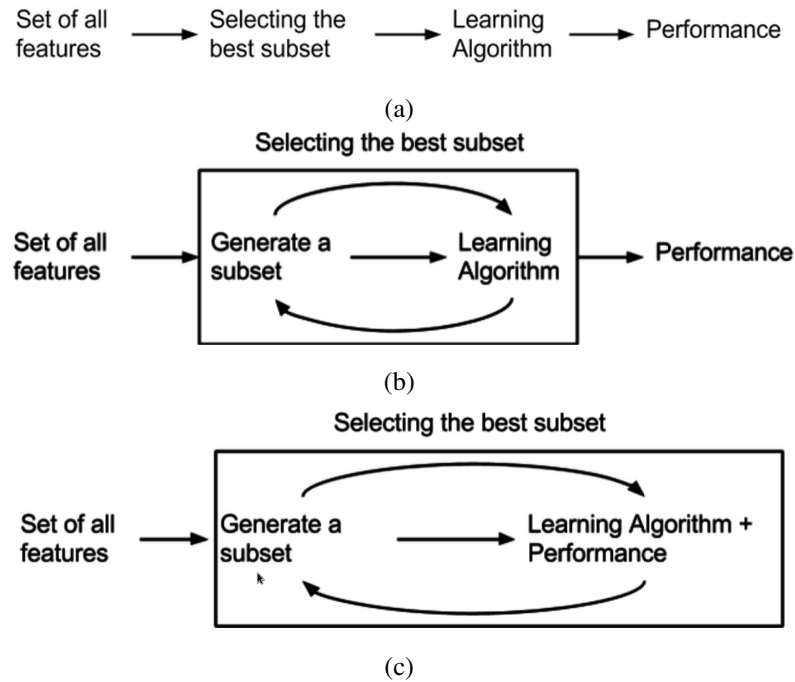 Set of all
features
Selecting the
best subset
Learning
Algorithm
Performance
(a)
Selecting the best subset
Set of all
features
Generate a
subset
Learning
Algorithm
Performance
(b)
Selecting the best subset
Set of all
features
Generate a
subset
Learning Algorithm +
Performance
(c)